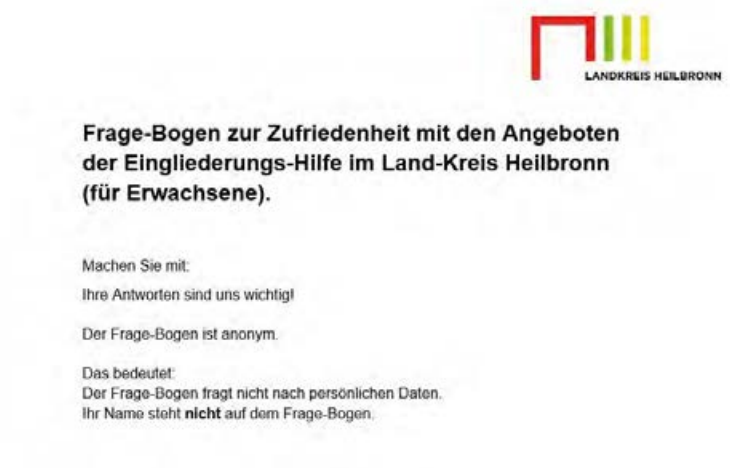 LANDKREIS HEILBRONN
Frage-Bogen zur Zufriedenheit mit den Angeboten
der Eingliederungs-Hilfe im Land-Kreis Heilbronn
(für Erwachsene).
Machen Sie mit:
Ihre Antworten sind uns wichtig!
Der Frage-Bogen ist anonym.
Das bedeutet:
Der Frage-Bogen fragt nicht nach persönlichen Daten.
Ihr Name steht nicht auf dem Frage-Bogen.